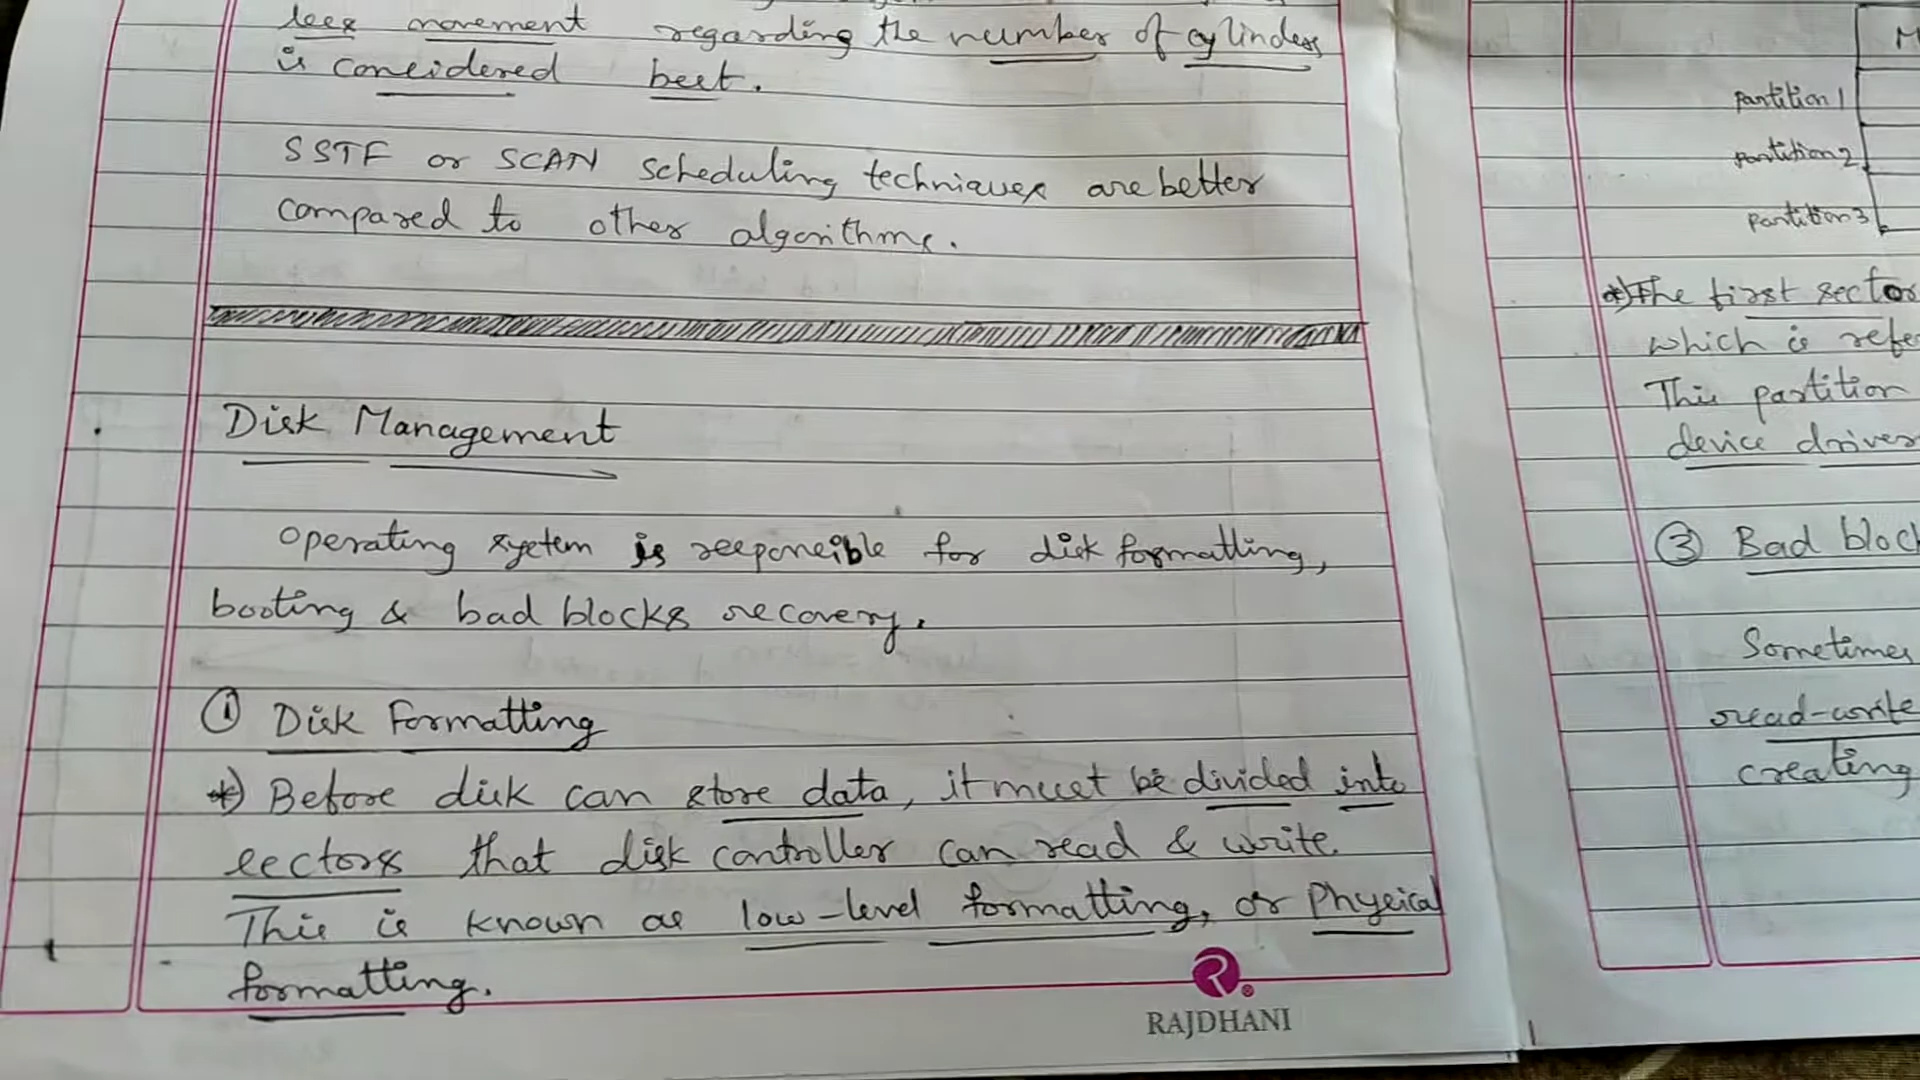 less movement regarding the number of cylinders
is considered best.
SSTF or SCAN scheduling techniques are better
compared to other algorithms.
Disk Management
Operating system is responsible for disk formatting,
booting & bad blocks recovery.
① Disk Formatting
*) Before disk can store data, it must be divided into
sectors that disk controller can read & write.
This is known as low-level formatting, or Physical
formatting.
RAJDHANI
M
partition 1
partition 2
partition 3
*) The first sector
which is refe
This partition
device driver
③ Bad block
Sometimes
read-write
creating